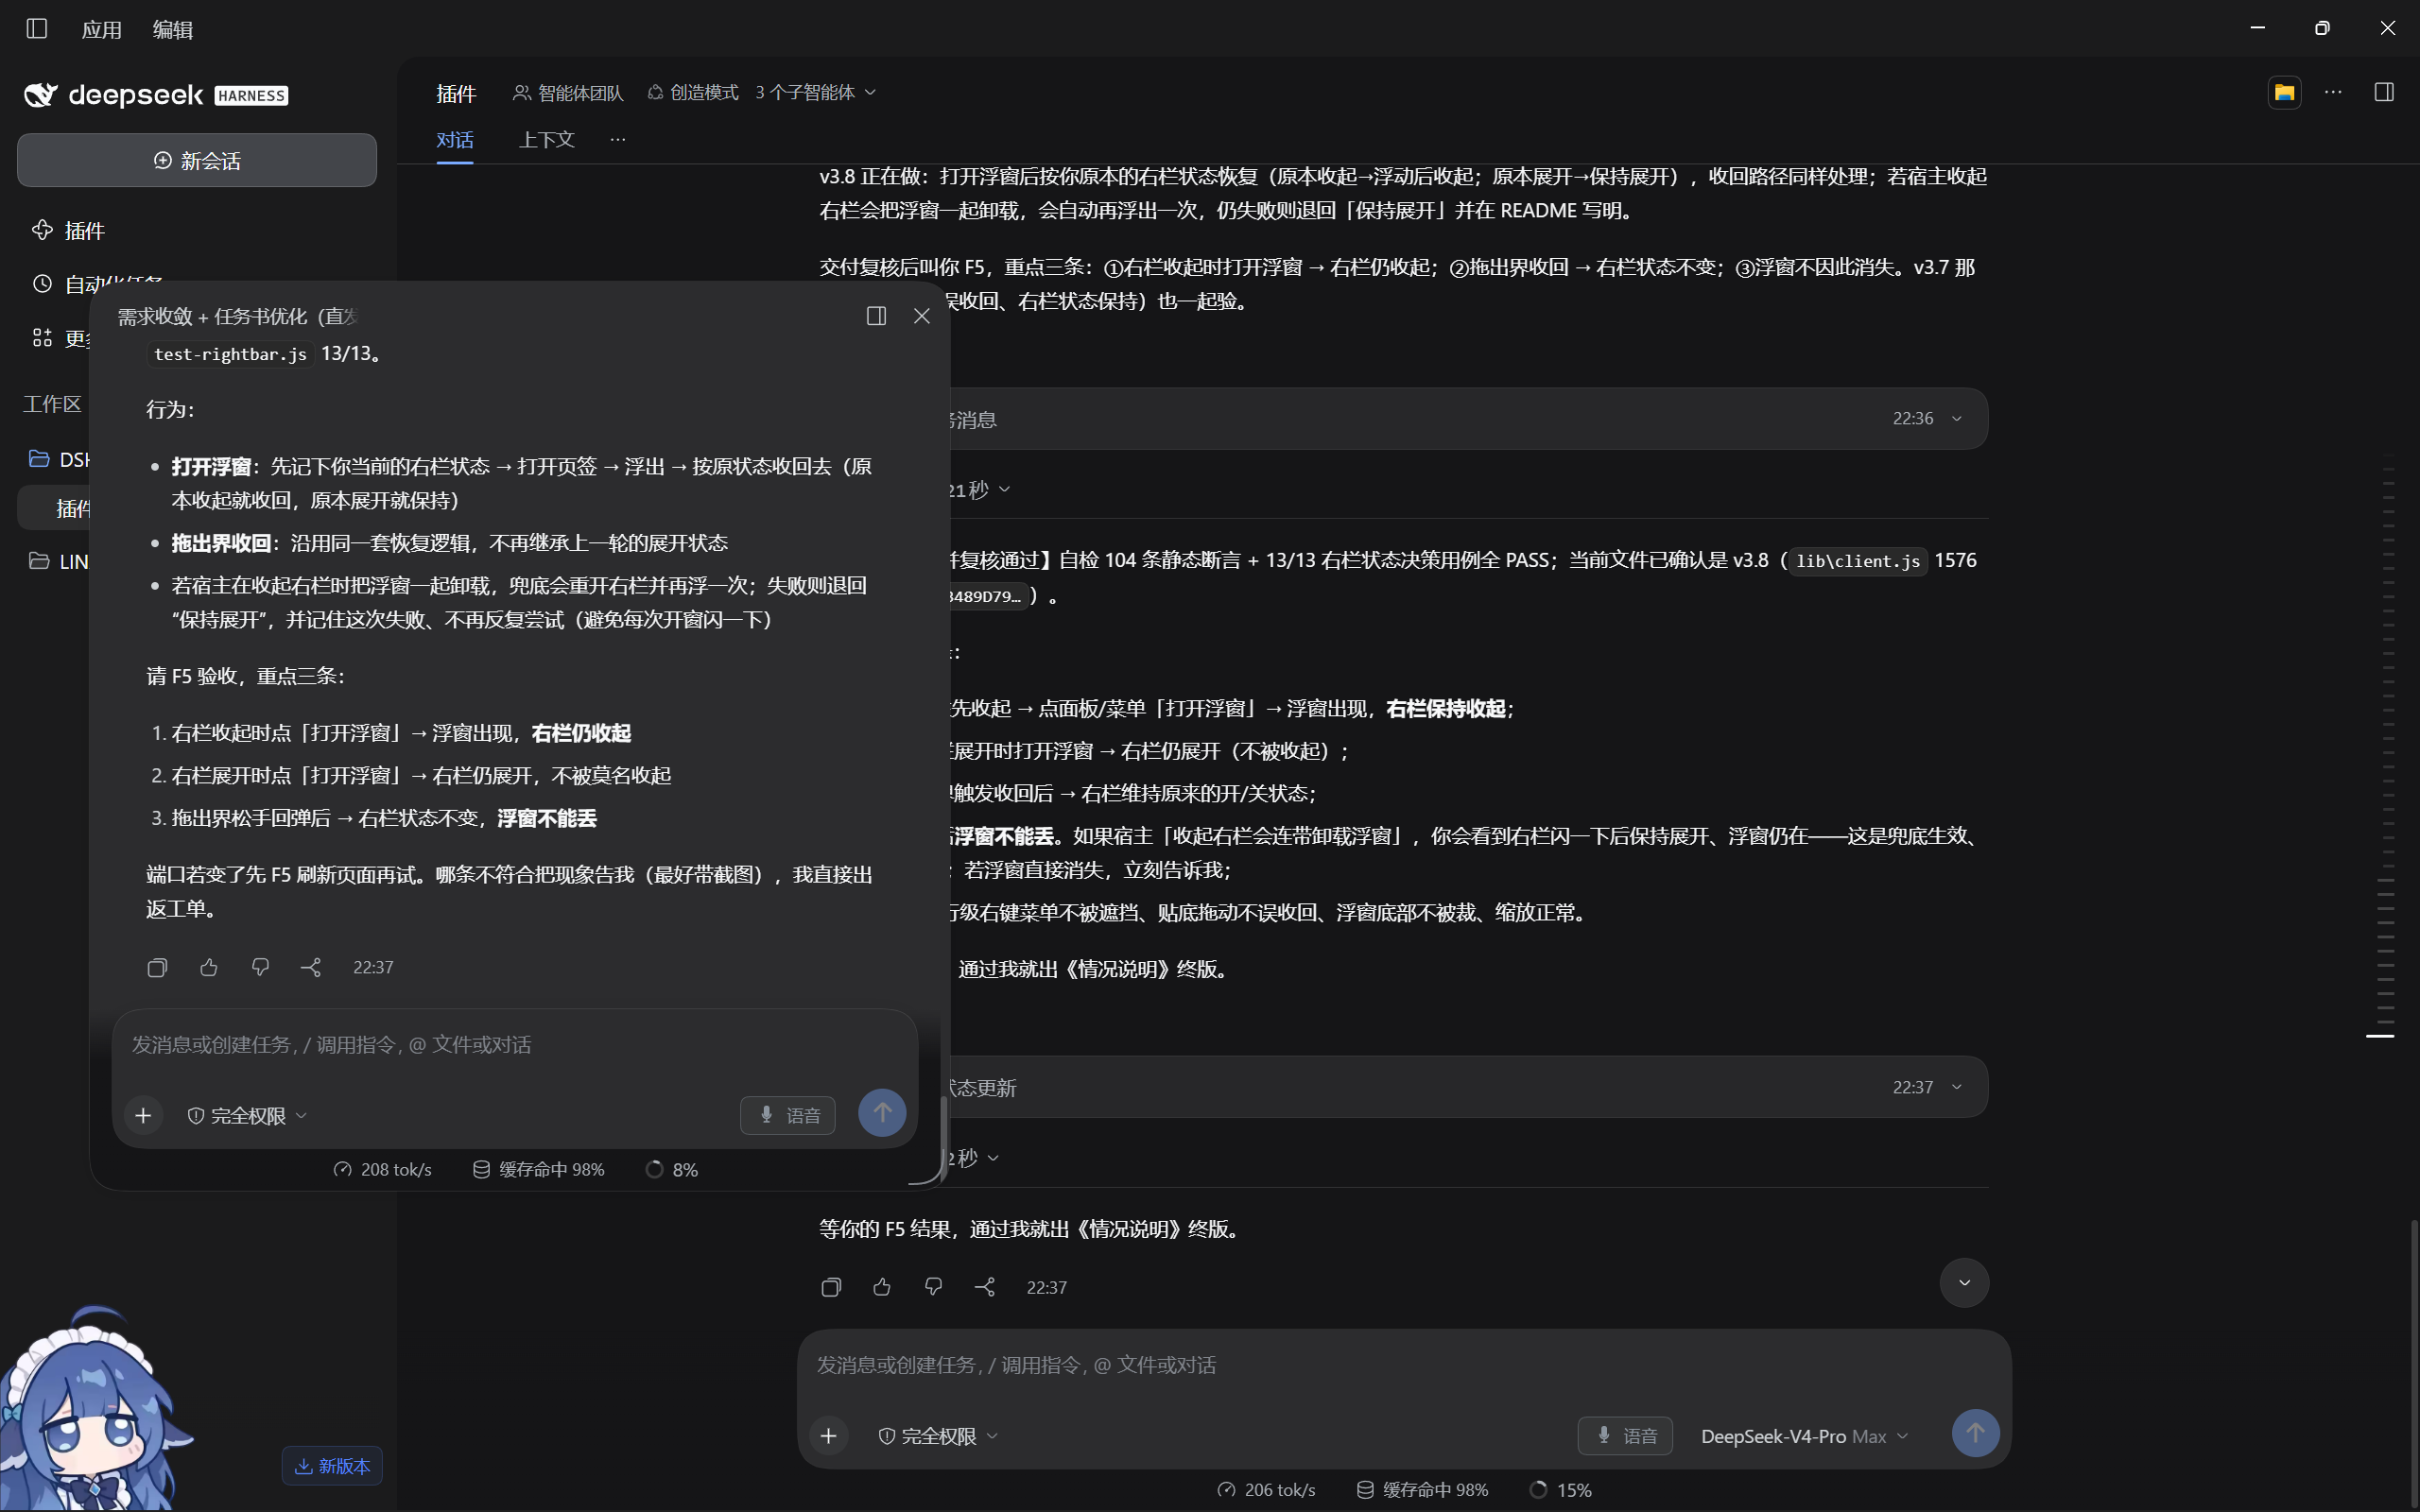 应用 编辑
deepseek HARNESS
新会话
插件
自动化任务
工作区
DSH
插件
LIN
新版本
插件 智能体团队 创造模式 3 个子智能体
对话 上下文 ···
v3.8 正在做：打开浮窗后按你原本的右栏状态恢复（原本收起→浮动后收起；原本展开→保持展开），收回路径同样处理；若宿主收起
右栏会把浮窗一起卸载，会自动再浮出一次，仍失败则退回「保持展开」并在 README 写明。
交付复核后叫你 F5，重点三条：①右栏收起时打开浮窗 → 右栏仍收起；②拖出界收回 → 右栏状态不变；③浮窗不因此消失。v3.7 那
误收回、右栏状态保持）也一起验。
消息 22:36
21 秒
复核通过】自检 104 条静态断言 + 13/13 右栏状态决策用例全 PASS；当前文件已确认是 v3.8（ lib\client.js 1576
3489D79… ）。
：
先收起 → 点面板/菜单「打开浮窗」→ 浮窗出现，右栏保持收起；
展开时打开浮窗 → 右栏仍展开（不被收起）；
触发收回后 → 右栏维持原来的开/关状态；
浮窗不能丢。如果宿主「收起右栏会连带卸载浮窗」，你会看到右栏闪一下后保持展开、浮窗仍在——这是兜底生效、
；若浮窗直接消失，立刻告诉我；
级右键菜单不被遮挡、贴底拖动不误收回、浮窗底部不被裁、缩放正常。
，通过我就出《情况说明》终版。
状态更新 22:37
2 秒
等你的 F5 结果，通过我就出《情况说明》终版。
22:37
发消息或创建任务, / 调用指令, @ 文件或对话
完全权限 语音 DeepSeek-V4-Pro Max
206 tok/s 缓存命中 98% 15%
需求收敛 + 任务书优化（直发
test-rightbar.js 13/13。
行为：
• 打开浮窗：先记下你当前的右栏状态 → 打开页签 → 浮出 → 按原状态收回去（原
本收起就收回，原本展开就保持）
• 拖出界收回：沿用同一套恢复逻辑，不再继承上一轮的展开状态
• 若宿主在收起右栏时把浮窗一起卸载，兜底会重开右栏并再浮一次；失败则退回
“保持展开”，并记住这次失败、不再反复尝试（避免每次开窗闪一下）
请 F5 验收，重点三条：
1. 右栏收起时点「打开浮窗」→ 浮窗出现，右栏仍收起
2. 右栏展开时点「打开浮窗」→ 右栏仍展开，不被莫名收起
3. 拖出界松手回弹后 → 右栏状态不变，浮窗不能丢
端口若变了先 F5 刷新页面再试。哪条不符合把现象告我（最好带截图），我直接出
返工单。
22:37
发消息或创建任务, / 调用指令, @ 文件或对话
完全权限 语音
208 tok/s 缓存命中 98% 8%